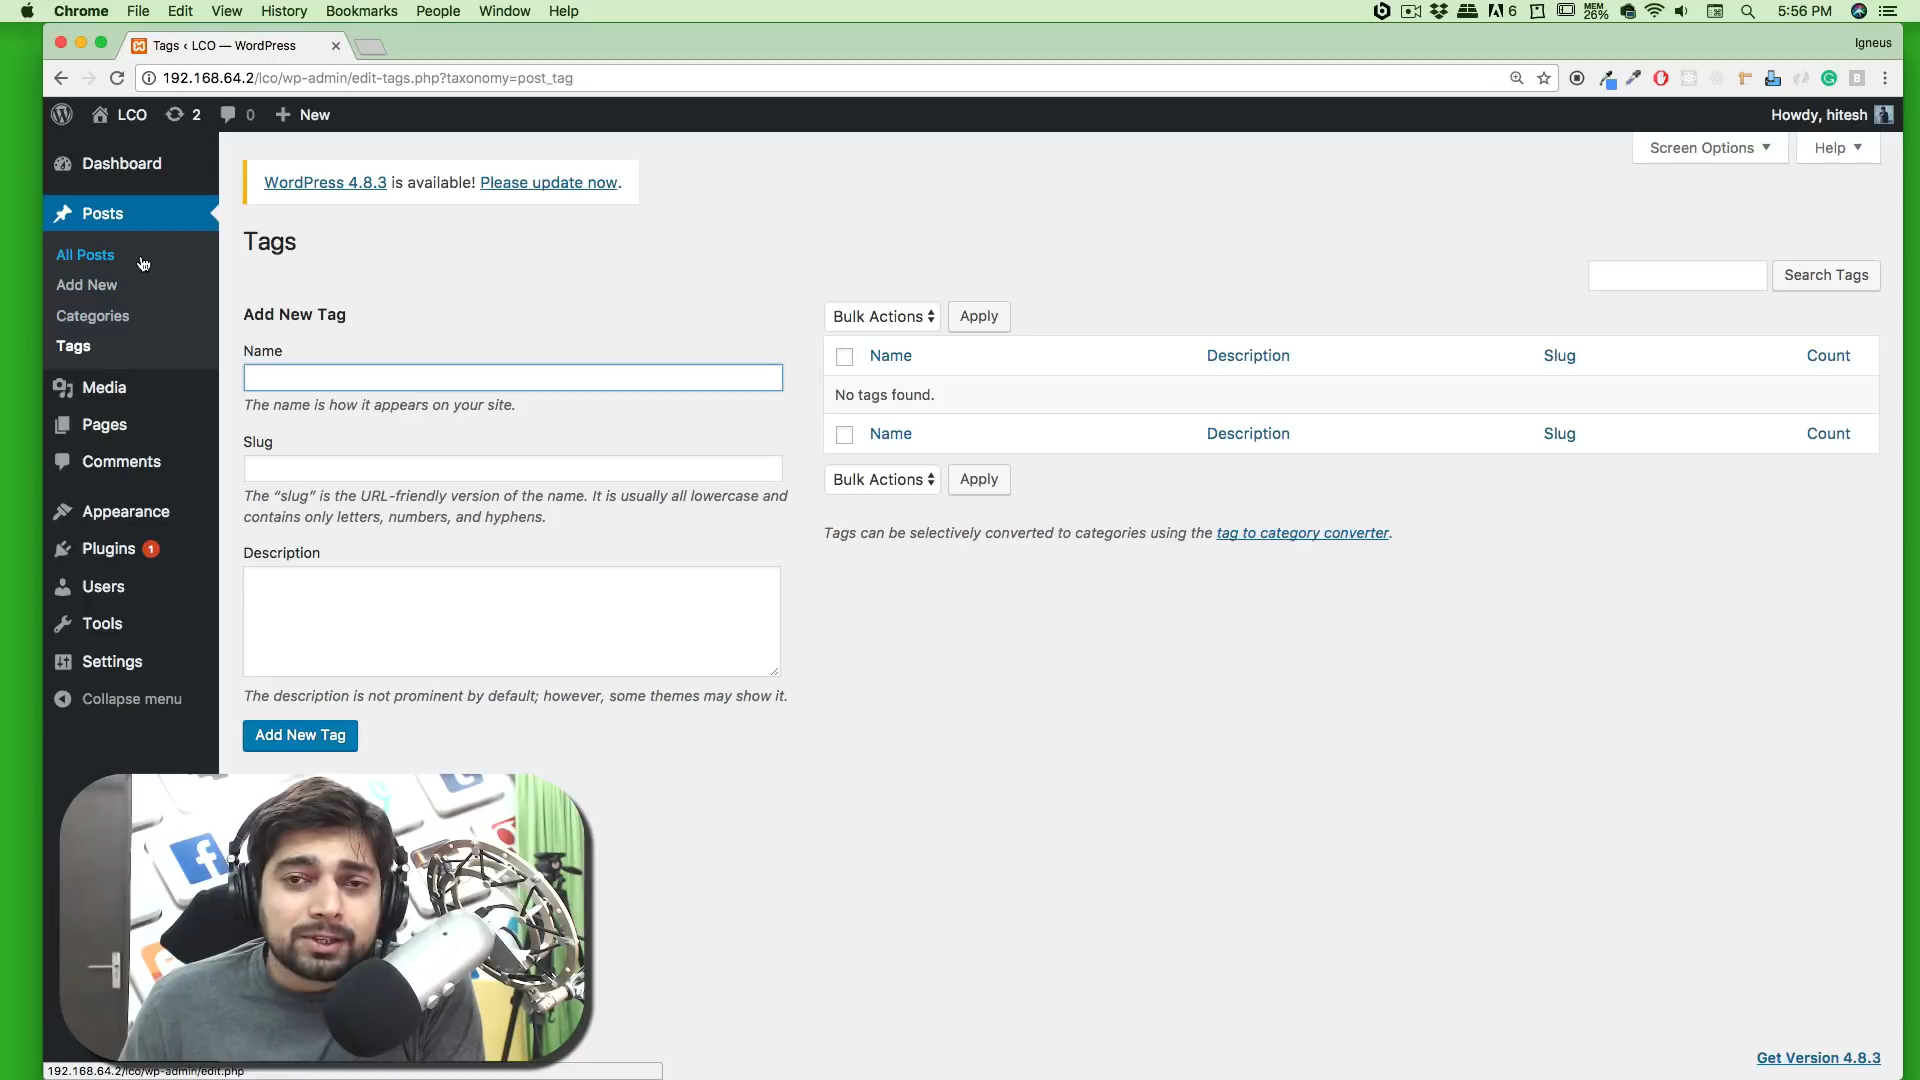 Chrome File Edit View History Bookmarks People Window Help
6 MEM 26% 5:56 PM
Tags ‹ LCO — WordPress
Igneus
192.168.64.2/lco/wp-admin/edit-tags.php?taxonomy=post_tag
LCO 2 0 New
Howdy, hitesh
Screen Options
Help
Dashboard
Posts
All Posts
Add New
Categories
Tags
Media
Pages
Comments
Appearance
Plugins 1
Users
Tools
Settings
Collapse menu
WordPress 4.8.3 is available! Please update now.
Tags
Search Tags
Add New Tag
Name
The name is how it appears on your site.
Slug
The “slug” is the URL-friendly version of the name. It is usually all lowercase and
contains only letters, numbers, and hyphens.
Description
The description is not prominent by default; however, some themes may show it.
Add New Tag
Bulk Actions Apply
Name Description Slug Count
No tags found.
Name Description Slug Count
Bulk Actions Apply
Tags can be selectively converted to categories using the tag to category converter.
192.168.64.2/lco/wp-admin/edit.php
Get Version 4.8.3